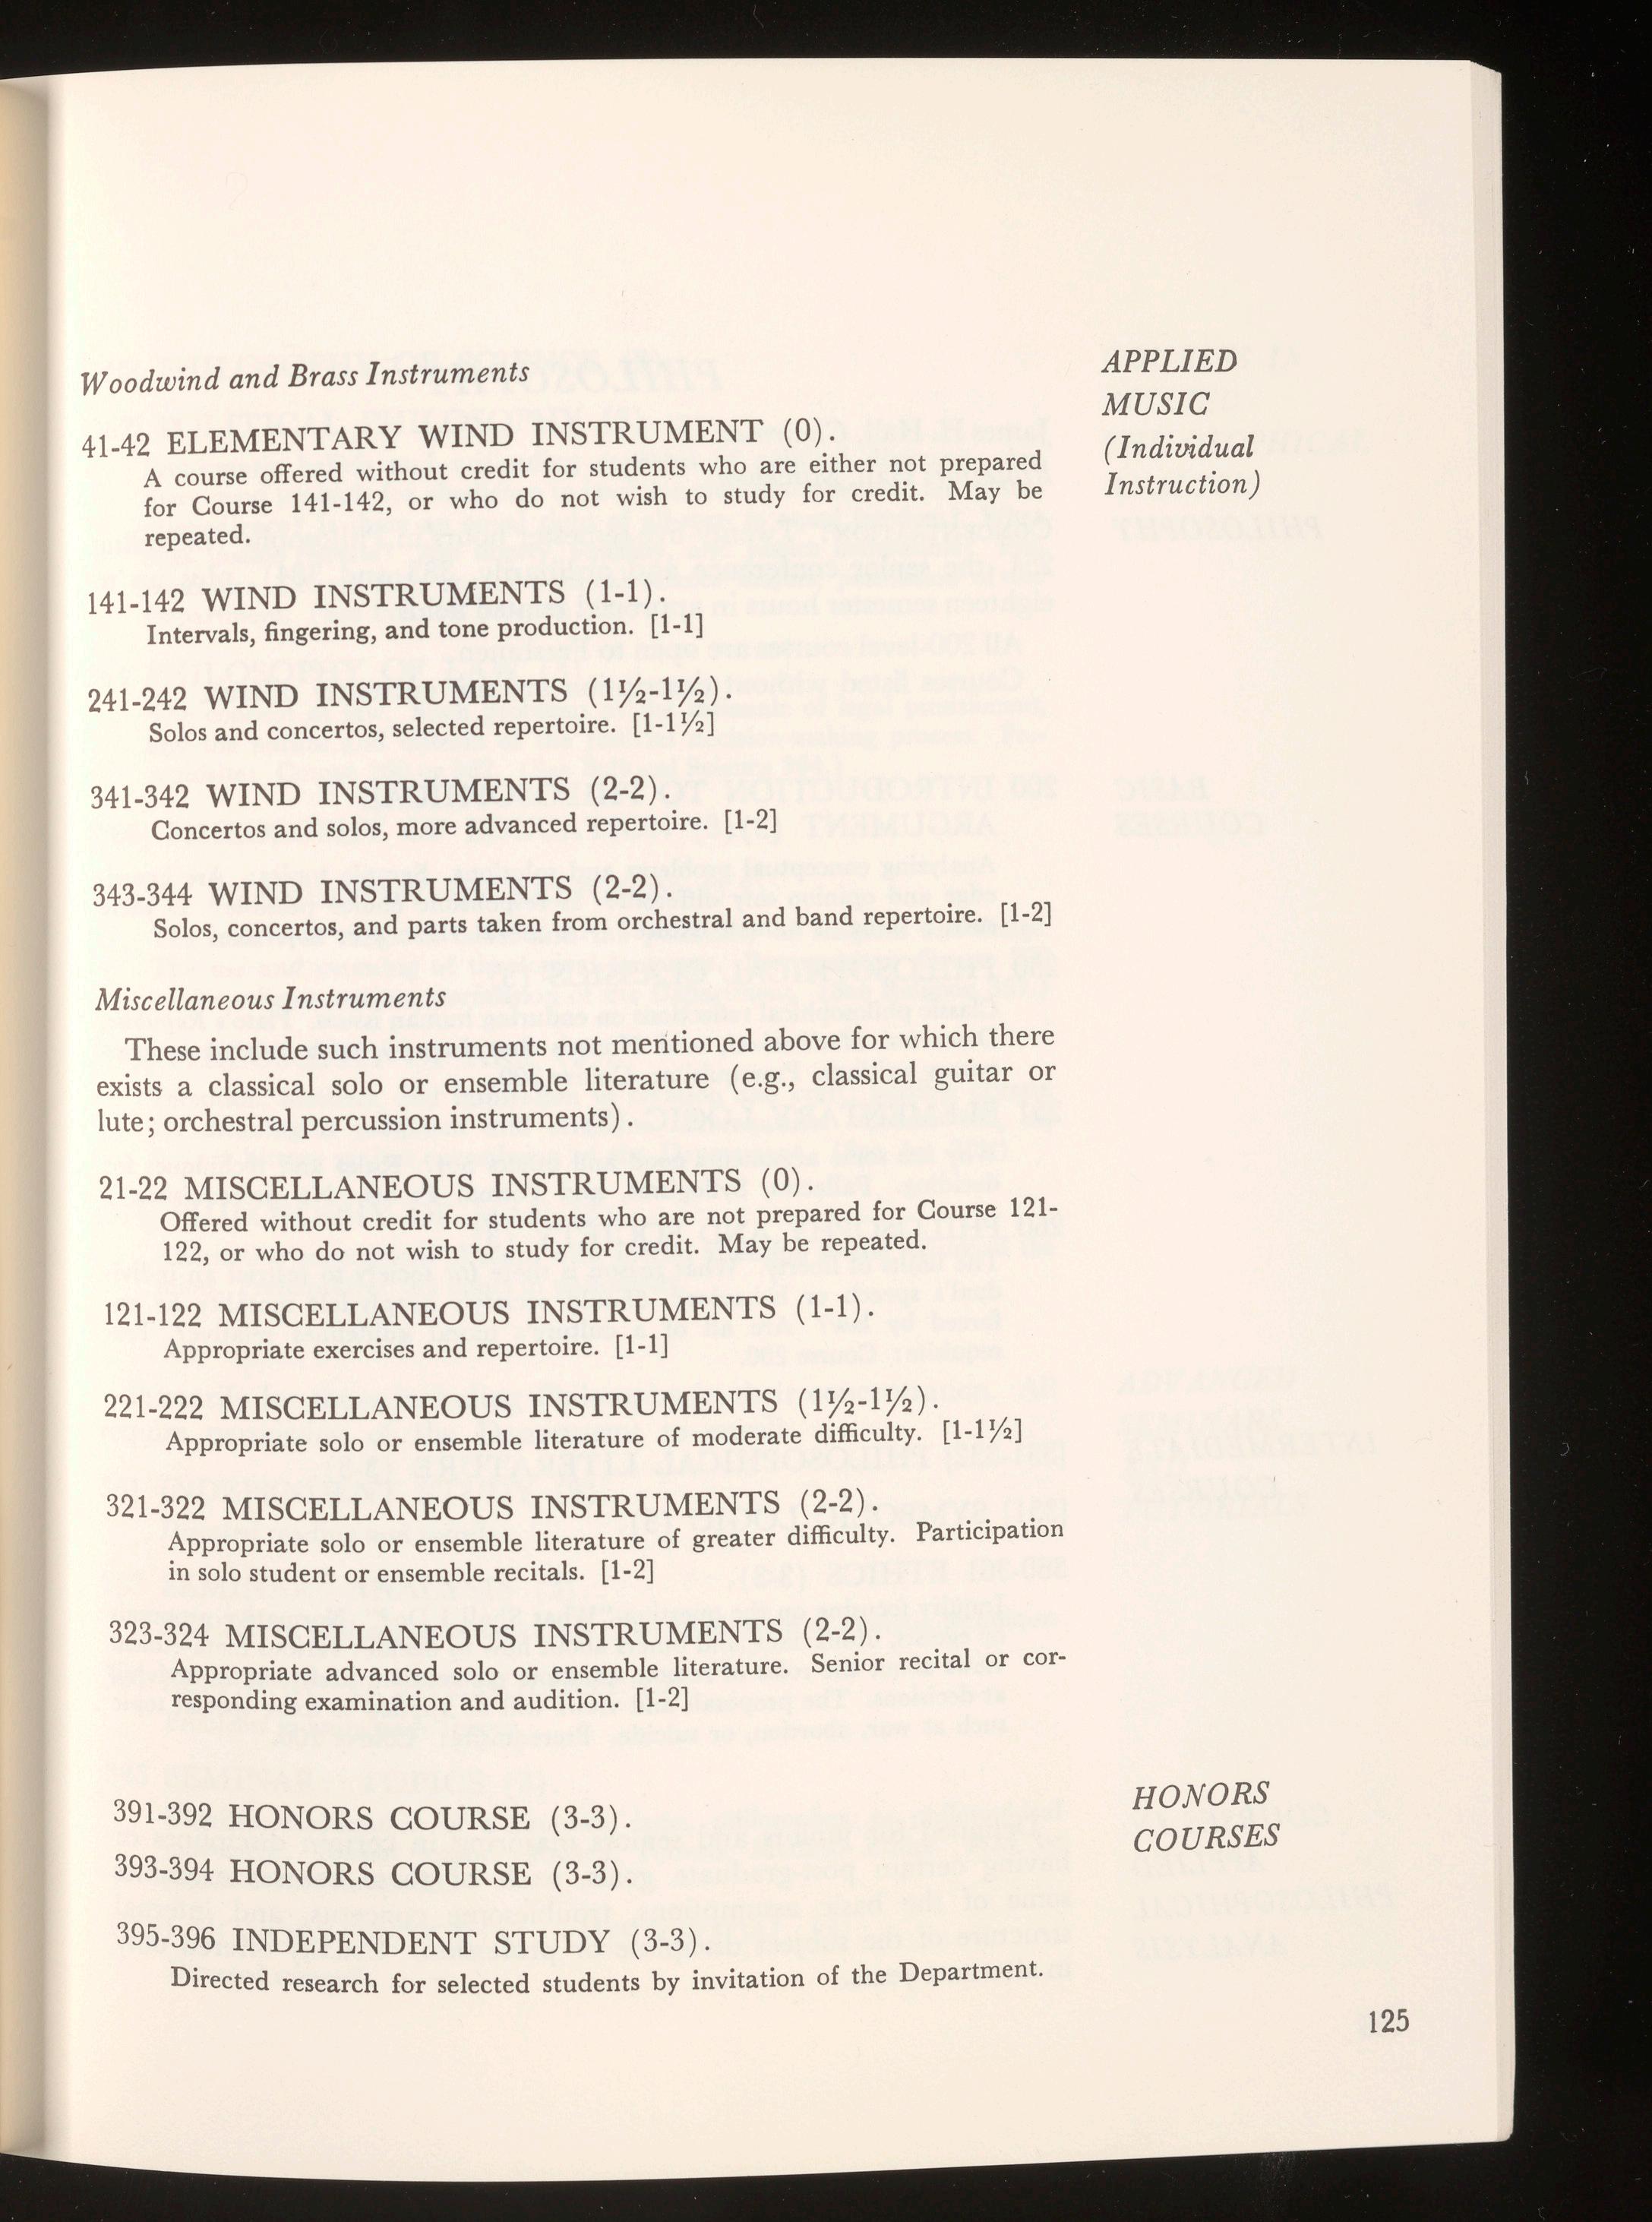 APPLIED
MUSIC
(Individual
Instruction)
Woodwind and Brass Instruments
41-42 ELEMENTARY WIND INSTRUMENT (0).
A course offered without credit for students who are either not prepared
for Course 141-142, or who do not wish to study for credit. May be
repeated.
141-142 WIND INSTRUMENTS (1-1).
Intervals, fingering, and tone production. [1-1]
241-242 WIND INSTRUMENTS (1½-1½).
Solos and concertos, selected repertoire. [1-1½]
341-342 WIND INSTRUMENTS (2-2).
Concertos and solos, more advanced repertoire. [1-2]
343-344 WIND INSTRUMENTS (2-2).
Solos, concertos, and parts taken from orchestral and band repertoire. [1-2]
Miscellaneous Instruments
These include such instruments not mentioned above for which there
exists a classical solo or ensemble literature (e.g., classical guitar or
lute; orchestral percussion instruments).
21-22 MISCELLANEOUS INSTRUMENTS (0).
Offered without credit for students who are not prepared for Course 121-
122, or who do not wish to study for credit. May be repeated.
121-122 MISCELLANEOUS INSTRUMENTS (1-1).
Appropriate exercises and repertoire. [1-1]
221-222 MISCELLANEOUS INSTRUMENTS (1½-1½).
Appropriate solo or ensemble literature of moderate difficulty. [1-1½]
321-322 MISCELLANEOUS INSTRUMENTS (2-2).
Appropriate solo or ensemble literature of greater difficulty. Participation
in solo student or ensemble recitals. [1-2]
323-324 MISCELLANEOUS INSTRUMENTS (2-2).
Appropriate advanced solo or ensemble literature. Senior recital or cor-
responding examination and audition. [1-2]
HONORS
COURSES
391-392 HONORS COURSE (3-3).
393-394 HONORS COURSE (3-3).
395-396 INDEPENDENT STUDY (3-3).
Directed research for selected students by invitation of the Department.
125